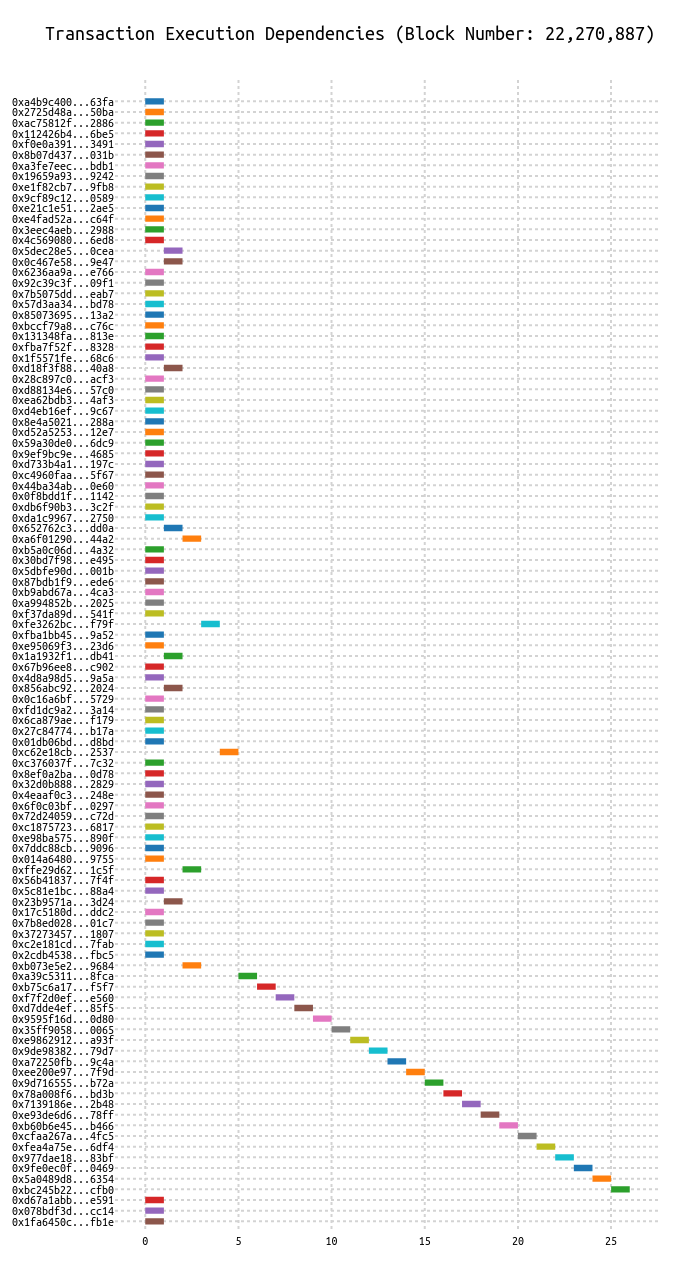 Transaction Execution Dependencies (Block Number: 22,270,887)
0xa4b9c400...63fa
0x2725d48a...50ba
0xac75812f...2886
0x112426b4...6be5
0xf0e0a391...3491
0x8b07d437...031b
0xa3fe7eec...bdb1
0x19659a93...9242
0xe1f82cb7...9fb8
0x9cf89c12...0589
0xe21c1e51...2ae5
0xe4fad52a...c64f
0x3eec4aeb...2988
0x4c569080...6ed8
0x5dec28e5...0cea
0x0c467e58...9e47
0x6236aa9a...e766
0x92c39c3f...09f1
0x7b5075dd...eab7
0x57d3aa34...bd78
0x85073695...13a2
0xbccf79a8...c76c
0x131348fa...813e
0xfba7f52f...8328
0x1f5571fe...68c6
0xd18f3f88...40a8
0x28c897c0...acf3
0xd88134e6...57c0
0xea62bdb3...4af3
0xd4eb16ef...9c67
0x8e4a5021...288a
0xd52a5253...12e7
0x59a30de0...6dc9
0x9ef9bc9e...4685
0xd733b4a1...197c
0xc4960faa...5f67
0x44ba34ab...0e60
0x0f8bdd1f...1142
0xdb6f90b3...3c2f
0xda1c9967...2750
0x652762c3...dd0a
0xa6f01290...44a2
0xb5a0c06d...4a32
0x30bd7f98...e495
0x5dbfe90d...001b
0x87bdb1f9...ede6
0xb9abd67a...4ca3
0xa994852b...2025
0xf37da89d...541f
0xfe3262bc...f79f
0xfba1bb45...9a52
0xe95069f3...23d6
0x1a1932f1...db41
0x67b96ee8...c902
0x4d8a98d5...9a5a
0x856abc92...2024
0x0c16a6bf...5729
0xfd1dc9a2...3a14
0x6ca879ae...f179
0x27c84774...b17a
0x01db06bd...d8bd
0xc62e18cb...2537
0xc376037f...7c32
0x8ef0a2ba...0d78
0x32d0b888...2829
0x4eaaf0c3...248e
0x6f0c03bf...0297
0x72d24059...c72d
0xc1875723...6817
0xe98ba575...890f
0x7ddc88cb...9096
0x014a6480...9755
0xffe29d62...1c5f
0x56b41837...7f4f
0x5c81e1bc...88a4
0x23b9571a...3d24
0x17c5180d...ddc2
0x7b8ed028...01c7
0x37273457...1807
0xc2e181cd...7fab
0x2cdb4538...fbc5
0xb073e5e2...9684
0xa39c5311...8fca
0xb75c6a17...f5f7
0xf7f2d0ef...e560
0xd7dde4ef...85f5
0x9595f16d...0d80
0x35ff9058...0065
0xe9862912...a93f
0x9de98382...79d7
0xa72250fb...9c4a
0xee200e97...7f9d
0x9d716555...b72a
0x78a008f6...bd3b
0x7139186e...2b48
0xe93de6d6...78ff
0xb60b6e45...b466
0xcfaa267a...4fc5
0xfea4a75e...6df4
0x977dae18...83bf
0x9fe0ec0f...0469
0x5a0489d8...6354
0xbc245b22...cfb0
0xd67a1abb...e591
0x078bdf3d...cc14
0x1fa6450c...fb1e
0 5 10 15 20 25